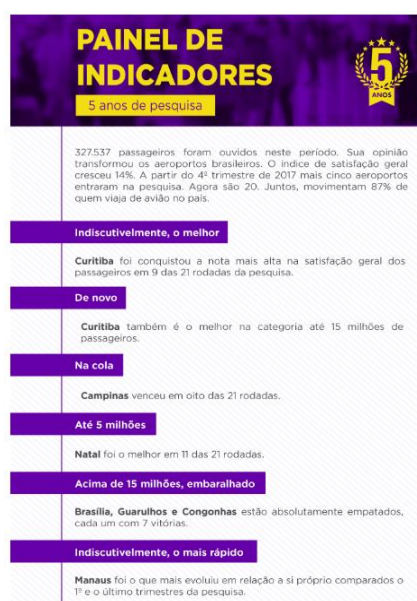 PAINEL DE
INDICADORES
5 anos de pesquisa
5
ANOS
327.537 passageiros foram ouvidos neste período. Sua opinião
transformou os aeroportos brasileiros. O índice de satisfação geral
cresceu 14%. A partir do 4º trimestre de 2017 mais cinco aeroportos
entraram na pesquisa. Agora são 20. Juntos, movimentam 87% de
quem viaja de avião no país.
Indiscutivelmente, o melhor
Curitiba foi conquistou a nota mais alta na satisfação geral dos
passageiros em 9 das 21 rodadas da pesquisa.
De novo
Curitiba também é o melhor na categoria até 15 milhões de
passageiros.
Na cola
Campinas venceu em oito das 21 rodadas.
Até 5 milhões
Natal foi o melhor em 11 das 21 rodadas.
Acima de 15 milhões, embaralhado
Brasília, Guarulhos e Congonhas estão absolutamente empatados,
cada um com 7 vitórias.
Indiscutivelmente, o mais rápido
Manaus foi o que mais evoluiu em relação a si próprio comparados o
1º e o último trimestres da pesquisa.